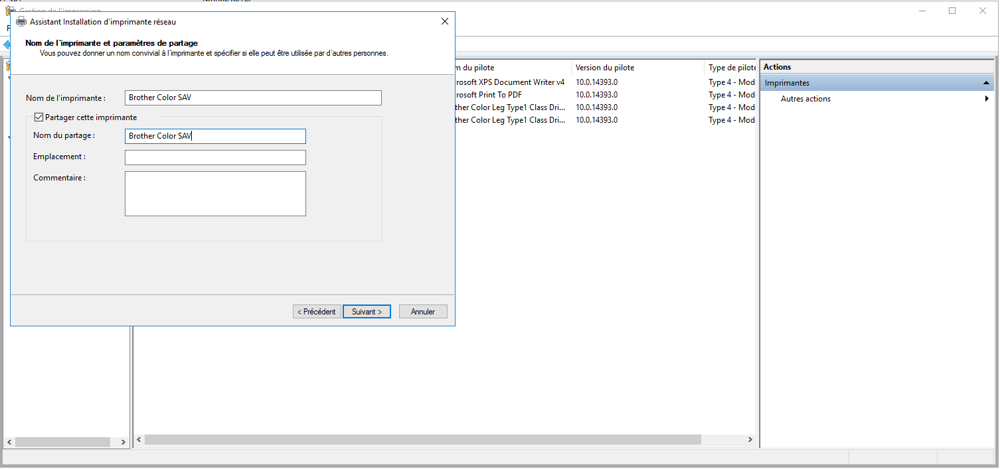 Gestion de l'impression
Assistant Installation d'imprimante réseau
Nom de l'imprimante et paramètres de partage
Vous pouvez donner un nom convivial à l'imprimante et spécifier si elle peut être utilisée par d'autres personnes.
Nom de l'imprimante : Brother Color SAV
Partager cette imprimante
Nom du partage : Brother Color SAV
Emplacement :
Commentaire :
< Précédent Suivant > Annuler
du pilote Version du pilote Type de pilote
XPS Document Writer v4 10.0.14393.0 Type 4 - Mod
Print To PDF 10.0.14393.0 Type 4 - Mod
Color Leg Type1 Class Dri... 10.0.14393.0 Type 4 - Mod
Color Leg Type1 Class Dri... 10.0.14393.0 Type 4 - Mod
Actions
Imprimantes
Autres actions